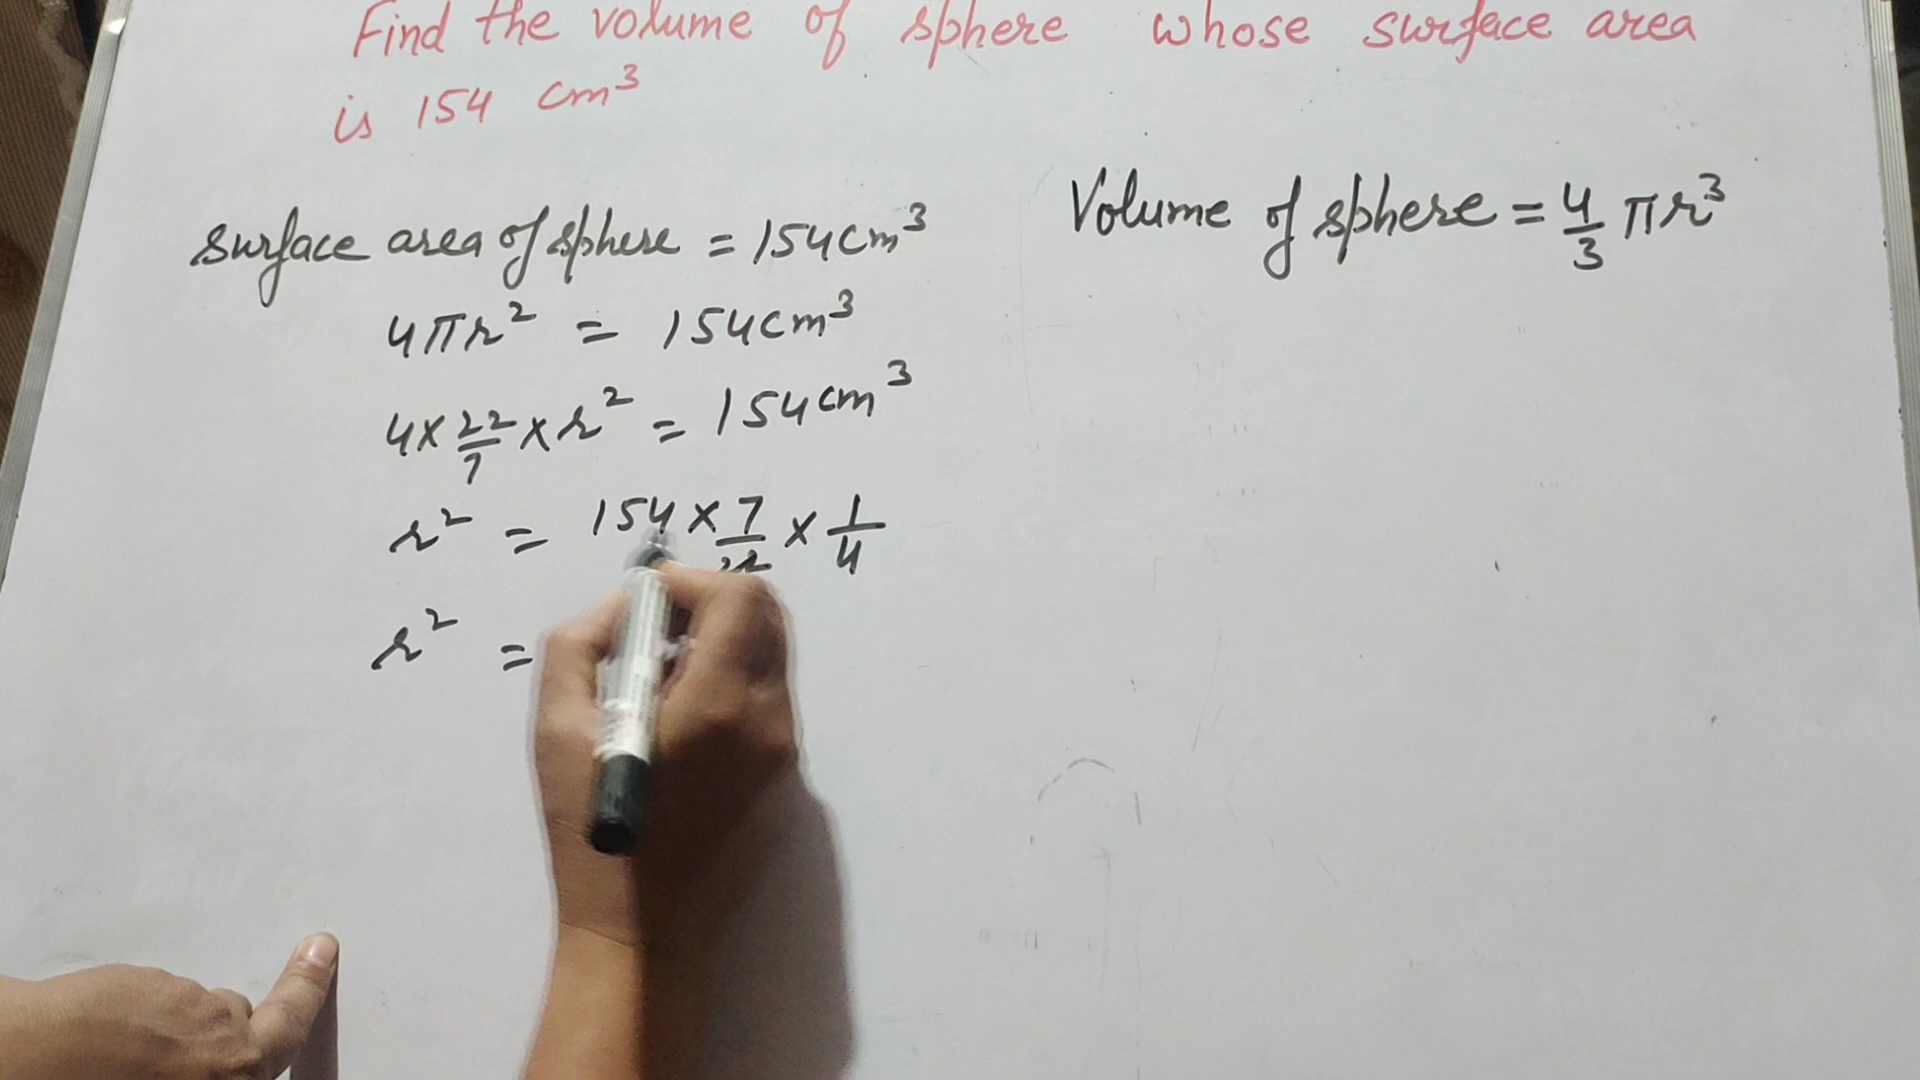 Find the volume of sphere whose surface area
is 154 cm³
Surface area of sphere = 154cm³
4πr² = 154cm³
4×22/7×r² = 154cm³
r² = 154×7/22×1/4
r² =
Volume of sphere = 4/3 πr³